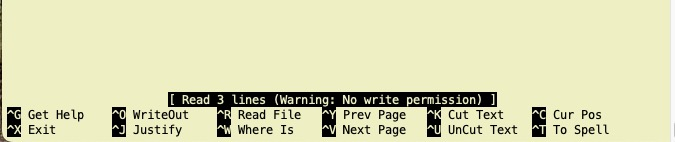 [ Read 3 lines (Warning: No write permission) ]
^G Get Help ^O WriteOut ^R Read File ^Y Prev Page ^K Cut Text ^C Cur Pos
^X Exit ^J Justify ^W Where Is ^V Next Page ^U UnCut Text ^T To Spell